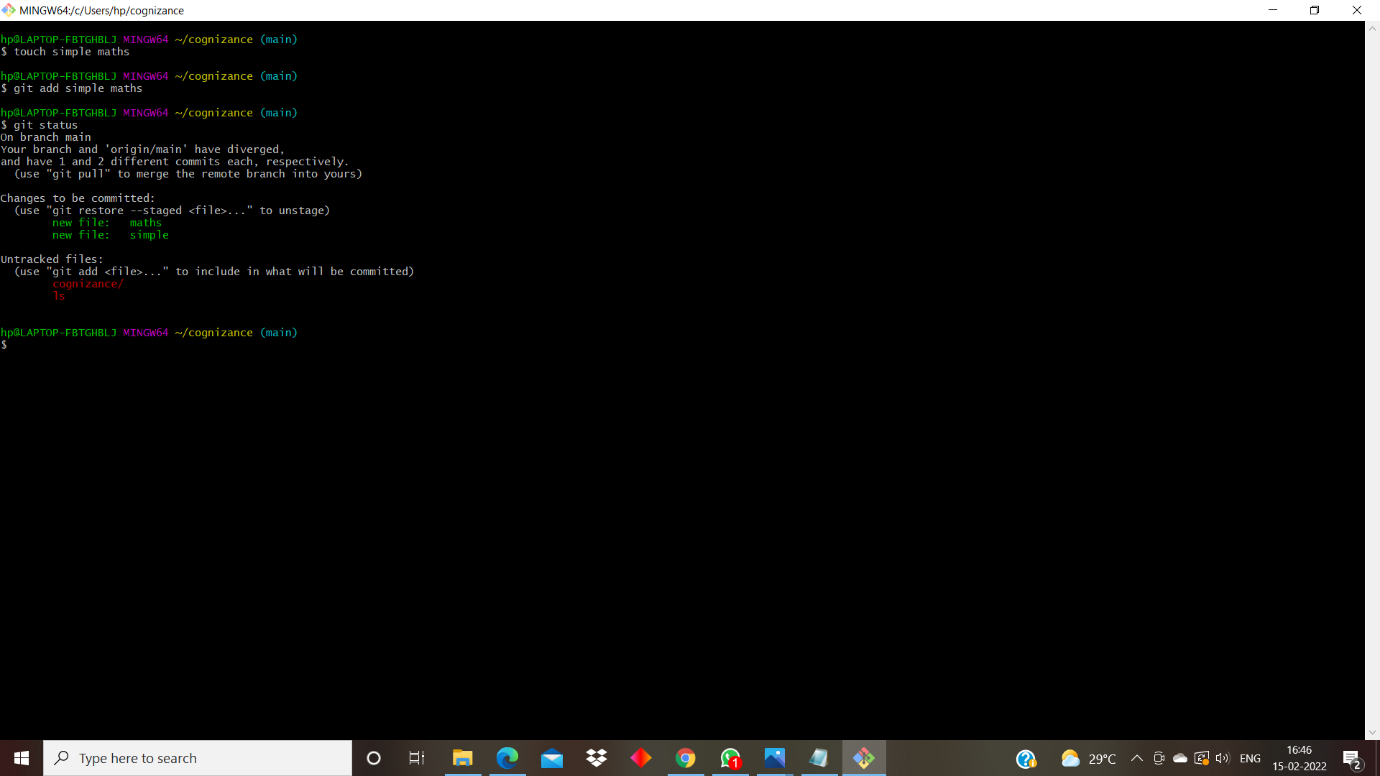 MINGW64:/c/Users/hp/cognizance
hp@LAPTOP-FBTGHBLJ MINGW64 ~/cognizance (main)
$ touch simple maths
hp@LAPTOP-FBTGHBLJ MINGW64 ~/cognizance (main)
$ git add simple maths
hp@LAPTOP-FBTGHBLJ MINGW64 ~/cognizance (main)
$ git status
On branch main
Your branch and 'origin/main' have diverged,
and have 1 and 2 different commits each, respectively.
  (use "git pull" to merge the remote branch into yours)
Changes to be committed:
  (use "git restore --staged <file>..." to unstage)
        new file:   maths
        new file:   simple
Untracked files:
  (use "git add <file>..." to include in what will be committed)
        cognizance/
        ls
hp@LAPTOP-FBTGHBLJ MINGW64 ~/cognizance (main)
$
Type here to search
1
29°C
ENG
16:46
15-02-2022
2